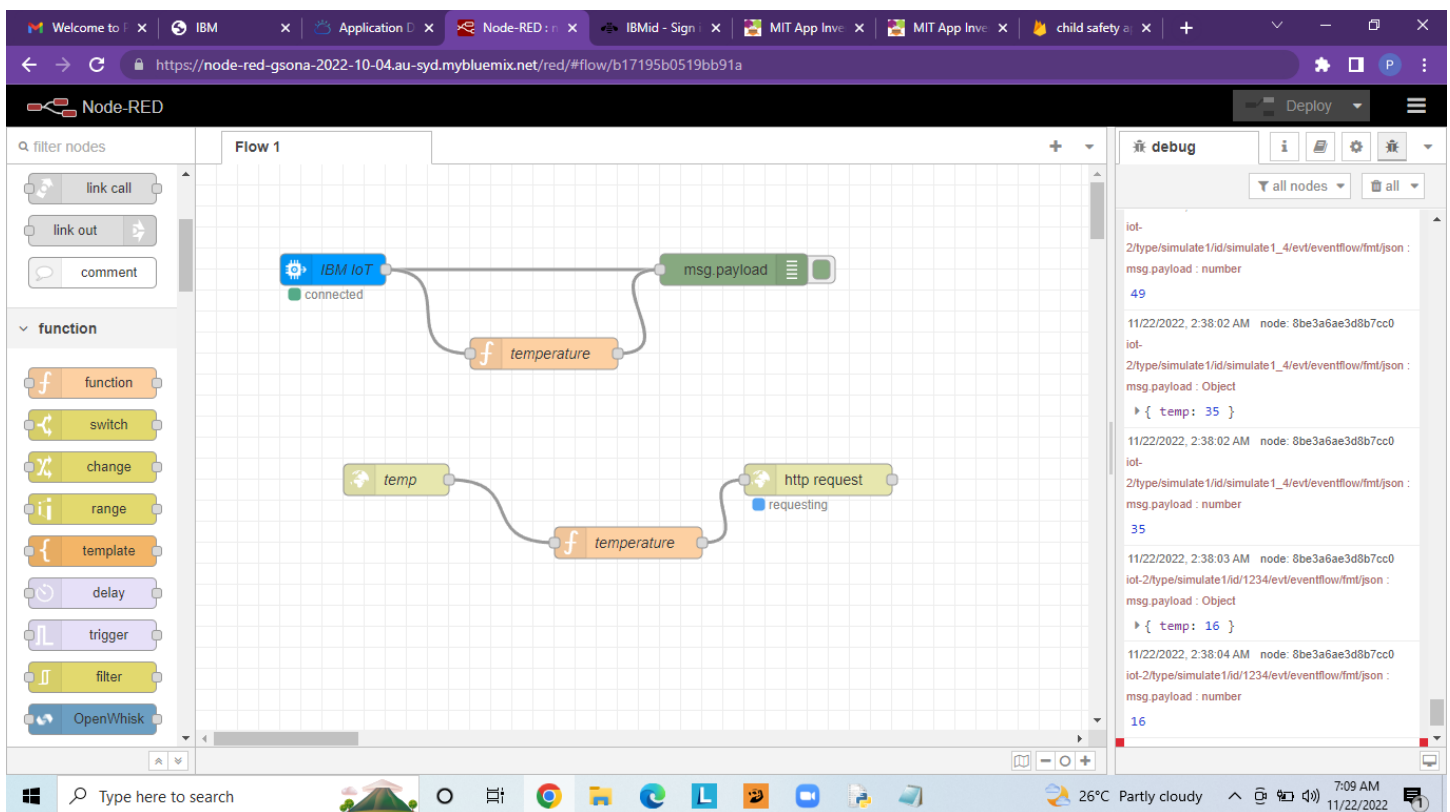 Welcome to F
IBM
Application D
Node-RED : n
IBMid - Sign i
MIT App Inve
MIT App Inve
child safety a
https://node-red-gsona-2022-10-04.au-syd.mybluemix.net/red/#flow/b17195b0519bb91a
P
Node-RED
Deploy
filter nodes
link call
link out
comment
function
function
switch
change
range
template
delay
trigger
filter
OpenWhisk
Flow 1
IBM IoT
connected
msg.payload
temperature
temp
temperature
http request
requesting
debug
i
all nodes
all
iot-
2/type/simulate1/id/simulate1_4/evt/eventflow/fmt/json :
msg.payload : number
49
11/22/2022, 2:38:02 AM node: 8be3a6ae3d8b7cc0
iot-
2/type/simulate1/id/simulate1_4/evt/eventflow/fmt/json :
msg.payload : Object
{ temp: 35 }
11/22/2022, 2:38:02 AM node: 8be3a6ae3d8b7cc0
iot-
2/type/simulate1/id/simulate1_4/evt/eventflow/fmt/json :
msg.payload : number
35
11/22/2022, 2:38:03 AM node: 8be3a6ae3d8b7cc0
iot-2/type/simulate1/id/1234/evt/eventflow/fmt/json :
msg.payload : Object
{ temp: 16 }
11/22/2022, 2:38:04 AM node: 8be3a6ae3d8b7cc0
iot-2/type/simulate1/id/1234/evt/eventflow/fmt/json :
msg.payload : number
16
Type here to search
L
26°C Partly cloudy
7:09 AM
11/22/2022
1